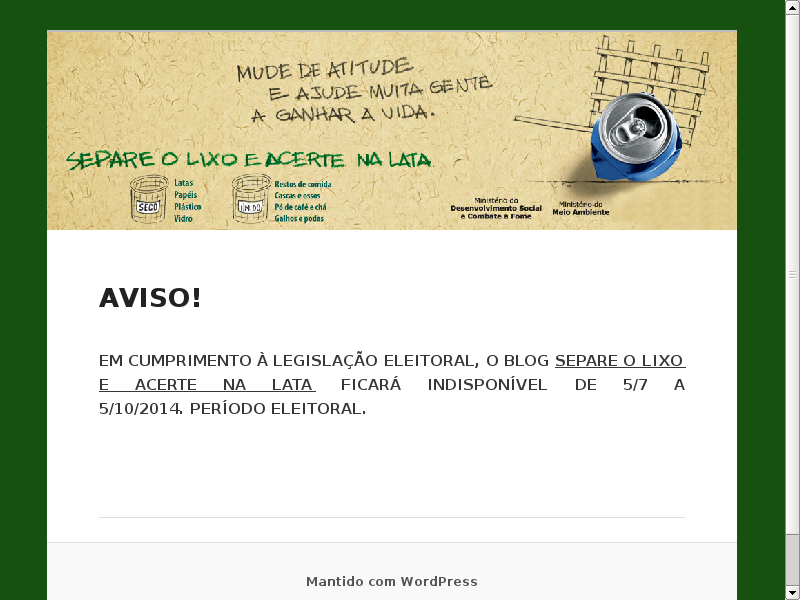 MUDE DE ATITUDE
E AJUDE MUITA GENTE
A GANHAR A VIDA.
SEPARE O LIXO E ACERTE NA LATA
SECO
Latas
Papéis
Plástico
Vidro
ÚMIDO
Restos de comida
Cascas e ossos
Pó de café e chá
Galhos e podas
Ministério do
Desenvolvimento Social
e Combate à Fome
Ministério do
Meio Ambiente
AVISO!
EM CUMPRIMENTO À LEGISLAÇÃO ELEITORAL, O BLOG SEPARE O LIXO
E ACERTE NA LATA FICARÁ INDISPONÍVEL DE 5/7 A
5/10/2014. PERÍODO ELEITORAL.
Mantido com WordPress